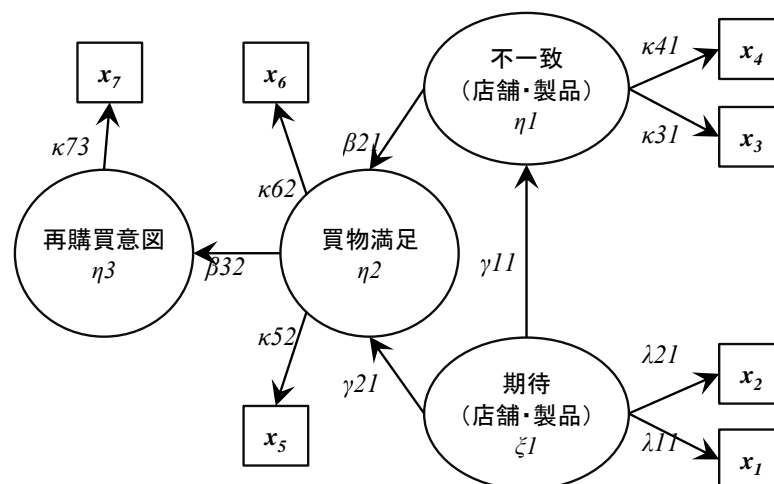 x₇
x₆
不一致
(店舗・製品)
η1
κ41
x₄
κ31
x₃
κ73
β21
κ62
再購買意図
η3
β32
買物満足
η2
γ11
κ52
γ21
x₅
期待
(店舗・製品)
ξ1
λ21
x₂
λ11
x₁